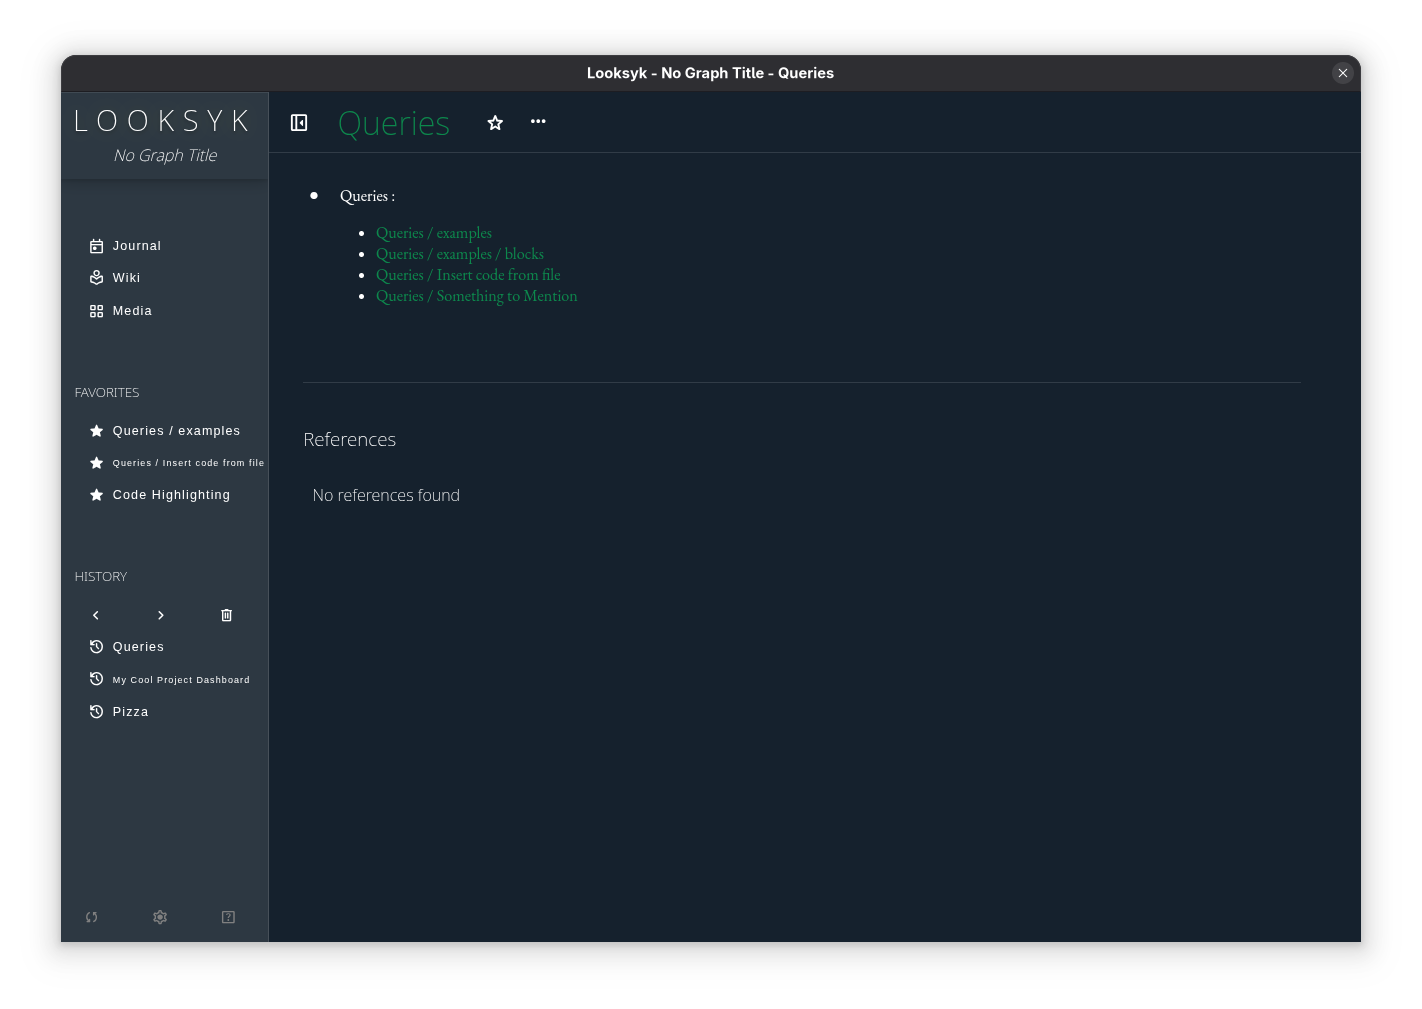 Looksyk - No Graph Title - Queries
LOOKSYK
No Graph Title
Journal
Wiki
Media
FAVORITES
Queries / examples
Queries / Insert code from file
Code Highlighting
HISTORY
Queries
My Cool Project Dashboard
Pizza
Queries
Queries :
Queries / examples
Queries / examples / blocks
Queries / Insert code from file
Queries / Something to Mention
References
No references found